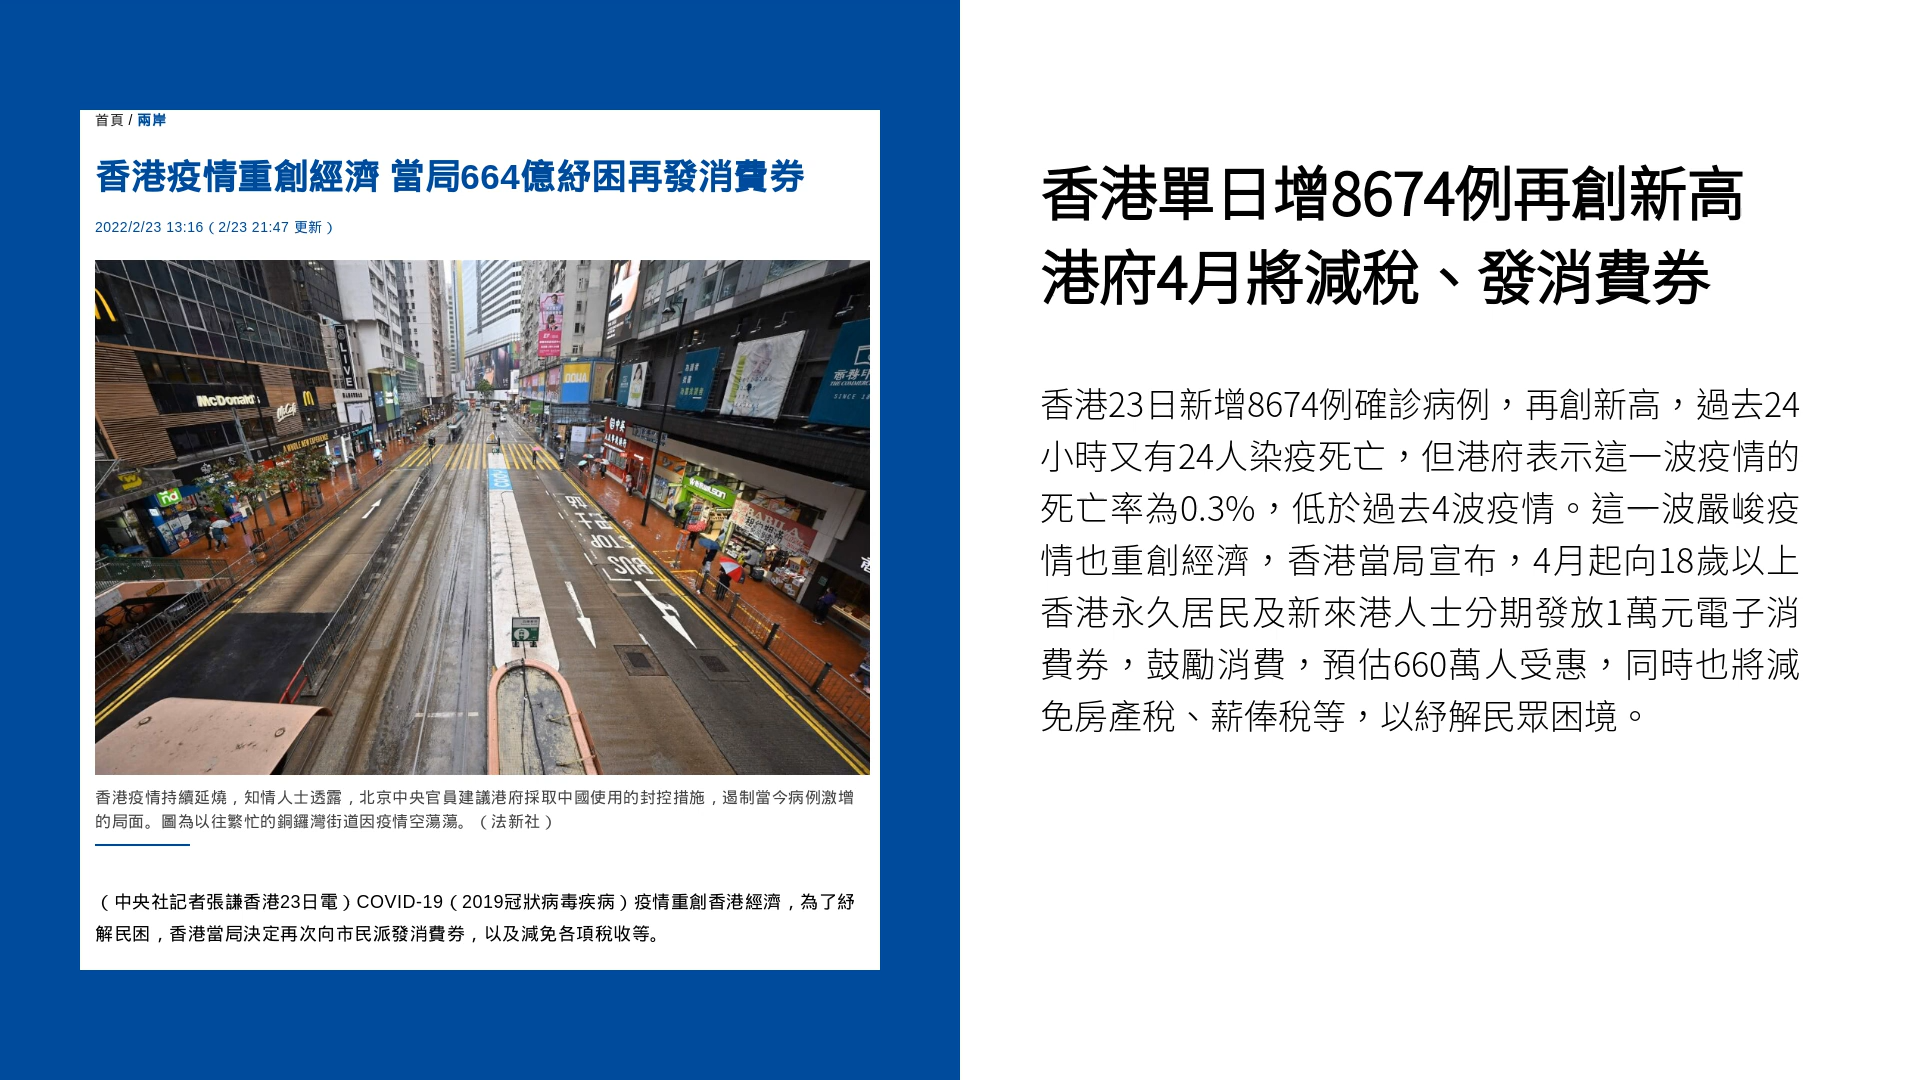 首頁 / 兩岸
香港疫情重創經濟 當局664億紓困再發消費券
2022/2/23 13:16（2/23 21:47 更新）
McDonald's
McCafé
A WHOLE NEW EXPERIENCE
OLIVE
DOHA
watsons
SINCE
STOP
BUS
香港疫情持續延燒，知情人士透露，北京中央官員建議港府採取中國使用的封控措施，遏制當今病例激增
的局面。圖為以往繁忙的銅鑼灣街道因疫情空蕩蕩。（法新社）
（中央社記者張謙香港23日電）COVID-19（2019冠狀病毒疾病）疫情重創香港經濟，為了紓
解民困，香港當局決定再次向市民派發消費券，以及減免各項稅收等。
香港單日增8674例再創新高
港府4月將減稅、發消費券
香港23日新增8674例確診病例，再創新高，過去24
小時又有24人染疫死亡，但港府表示這一波疫情的
死亡率為0.3%，低於過去4波疫情。這一波嚴峻疫
情也重創經濟，香港當局宣布，4月起向18歲以上
香港永久居民及新來港人士分期發放1萬元電子消
費券，鼓勵消費，預估660萬人受惠，同時也將減
免房產稅、薪俸稅等，以紓解民眾困境。